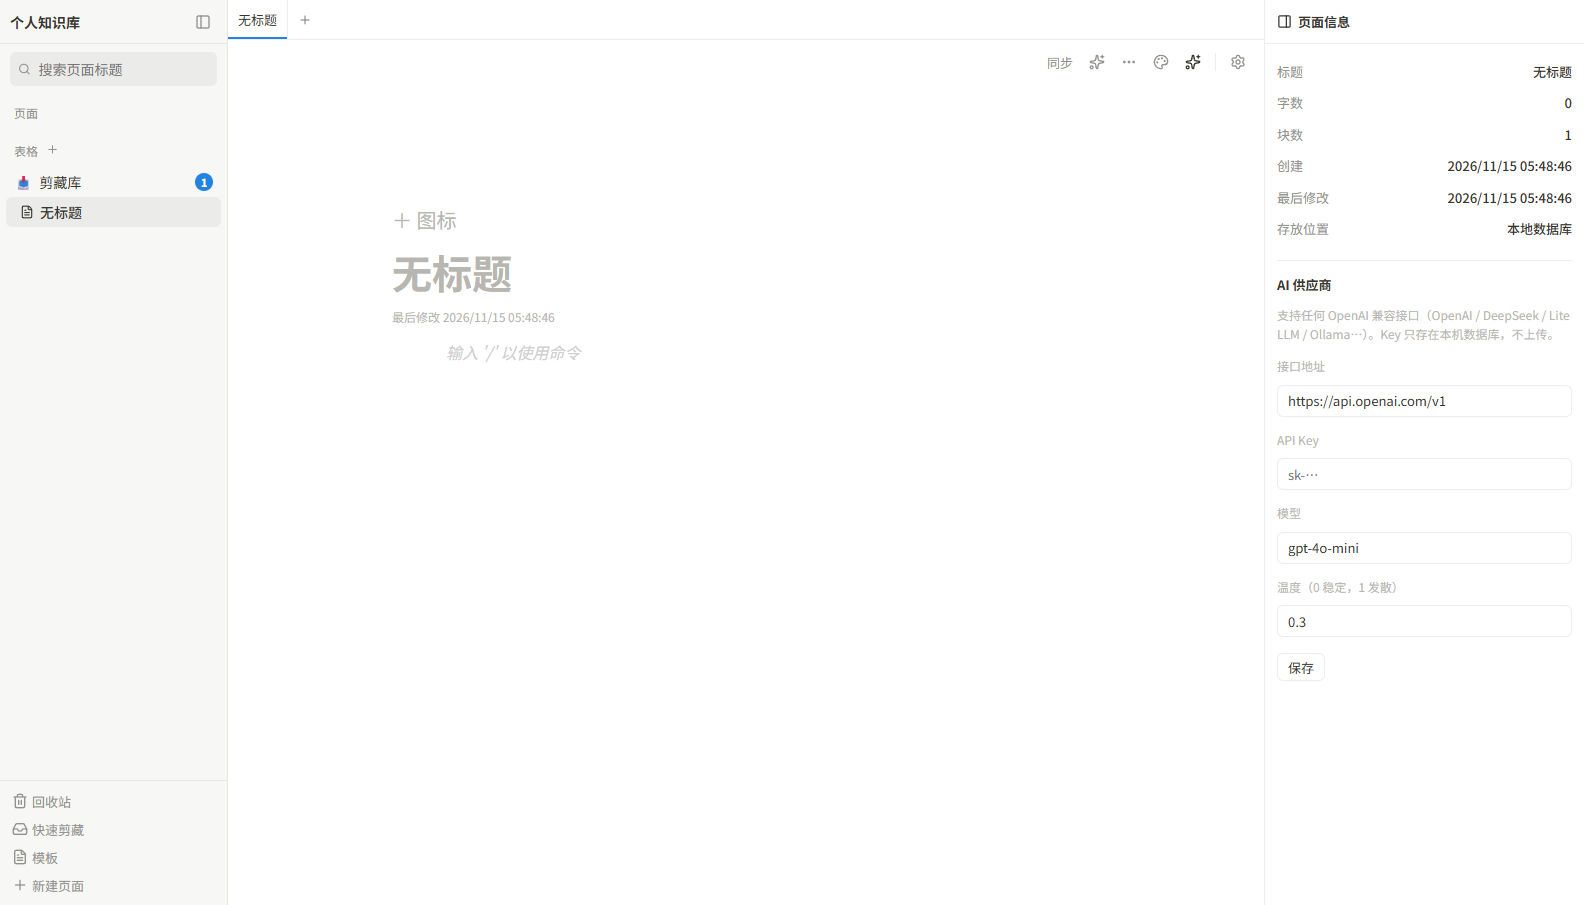 个人知识库
搜索页面标题
页面
表格
剪藏库
1
无标题
回收站
快速剪藏
模板
新建页面
无标题
同步
图标
无标题
最后修改 2026/11/15 05:48:46
输入 '/' 以使用命令
页面信息
标题 无标题
字数 0
块数 1
创建 2026/11/15 05:48:46
最后修改 2026/11/15 05:48:46
存放位置 本地数据库
AI 供应商
支持任何 OpenAI 兼容接口（OpenAI / DeepSeek / Lite
LLM / Ollama…）。Key 只存在本机数据库，不上传。
接口地址
https://api.openai.com/v1
API Key
sk-…
模型
gpt-4o-mini
温度（0 稳定，1 发散）
0.3
保存